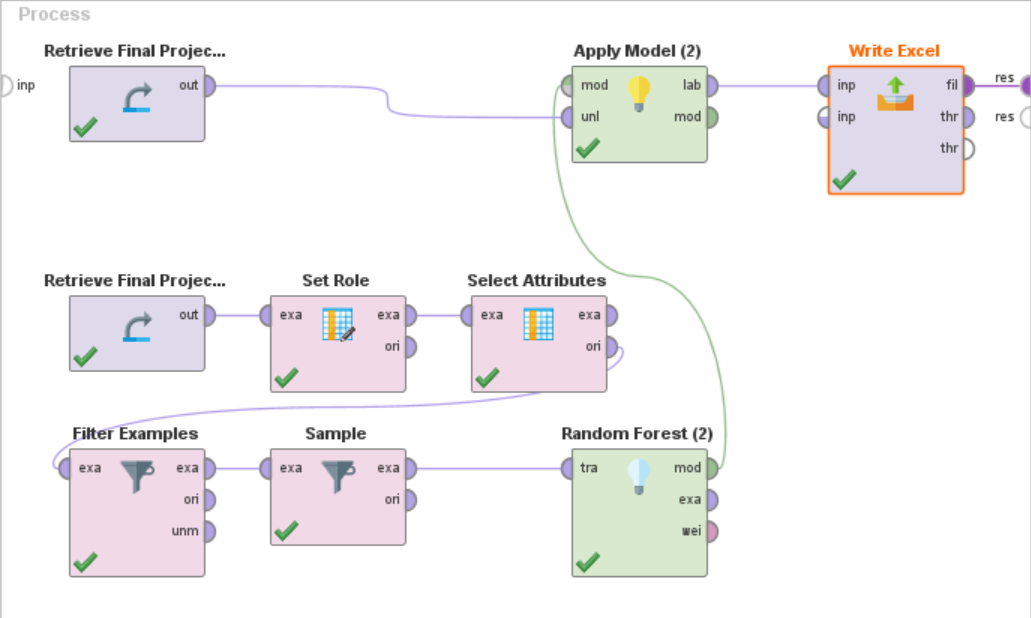 Process
Retrieve Final Projec...
Apply Model (2)
Write Excel
inp
out
mod
lab
unl
mod
inp
fil
inp
thr
thr
res
res
Retrieve Final Projec...
Set Role
Select Attributes
out
exa
exa
ori
exa
exa
ori
Filter Examples
Sample
Random Forest (2)
exa
exa
ori
unm
exa
exa
ori
tra
mod
exa
wei